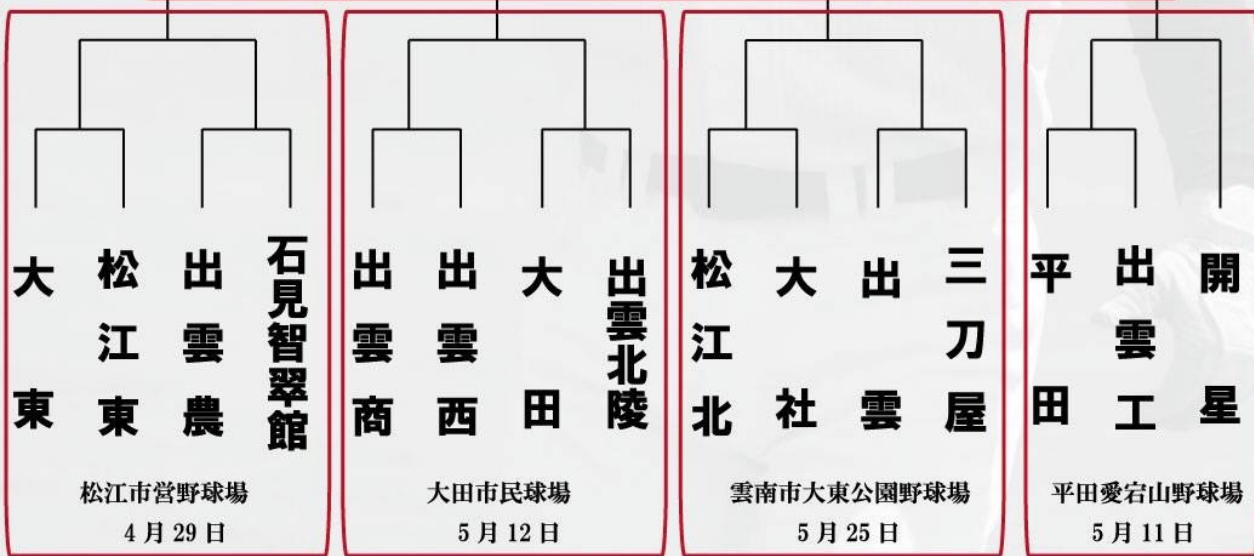 大東
松江東
出雲農
石見智翠館
松江市営野球場
4月29日
出雲商
出雲西
大田
出雲北陵
大田市民球場
5月12日
松江北
大社
出雲
三刀屋
雲南市大東公園野球場
5月25日
平田
出雲工
開星
平田愛宕山野球場
5月11日